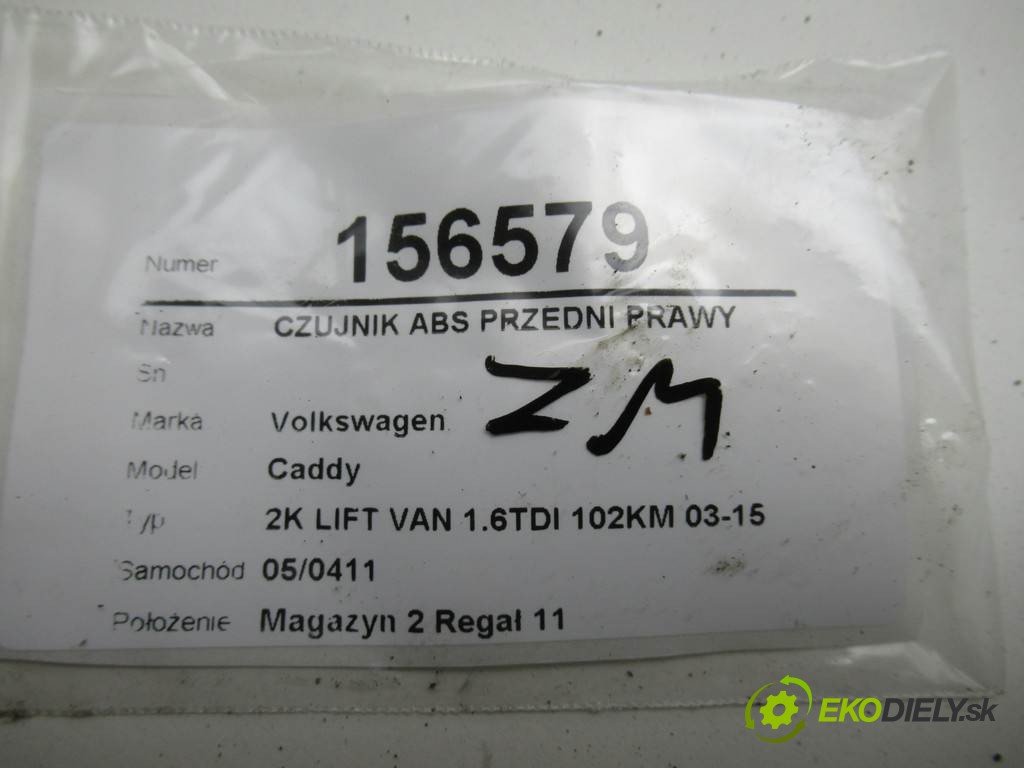 Numer 156579
Nazwa CZUJNIK ABS PRZEDNI PRAWY
Sn
ZM
Marka Volkswagen
Model Caddy
Typ 2K LIFT VAN 1.6TDI 102KM 03-15
Samochód 05/0411
Położenie Magazyn 2 Regał 11
EKODIELY.sk